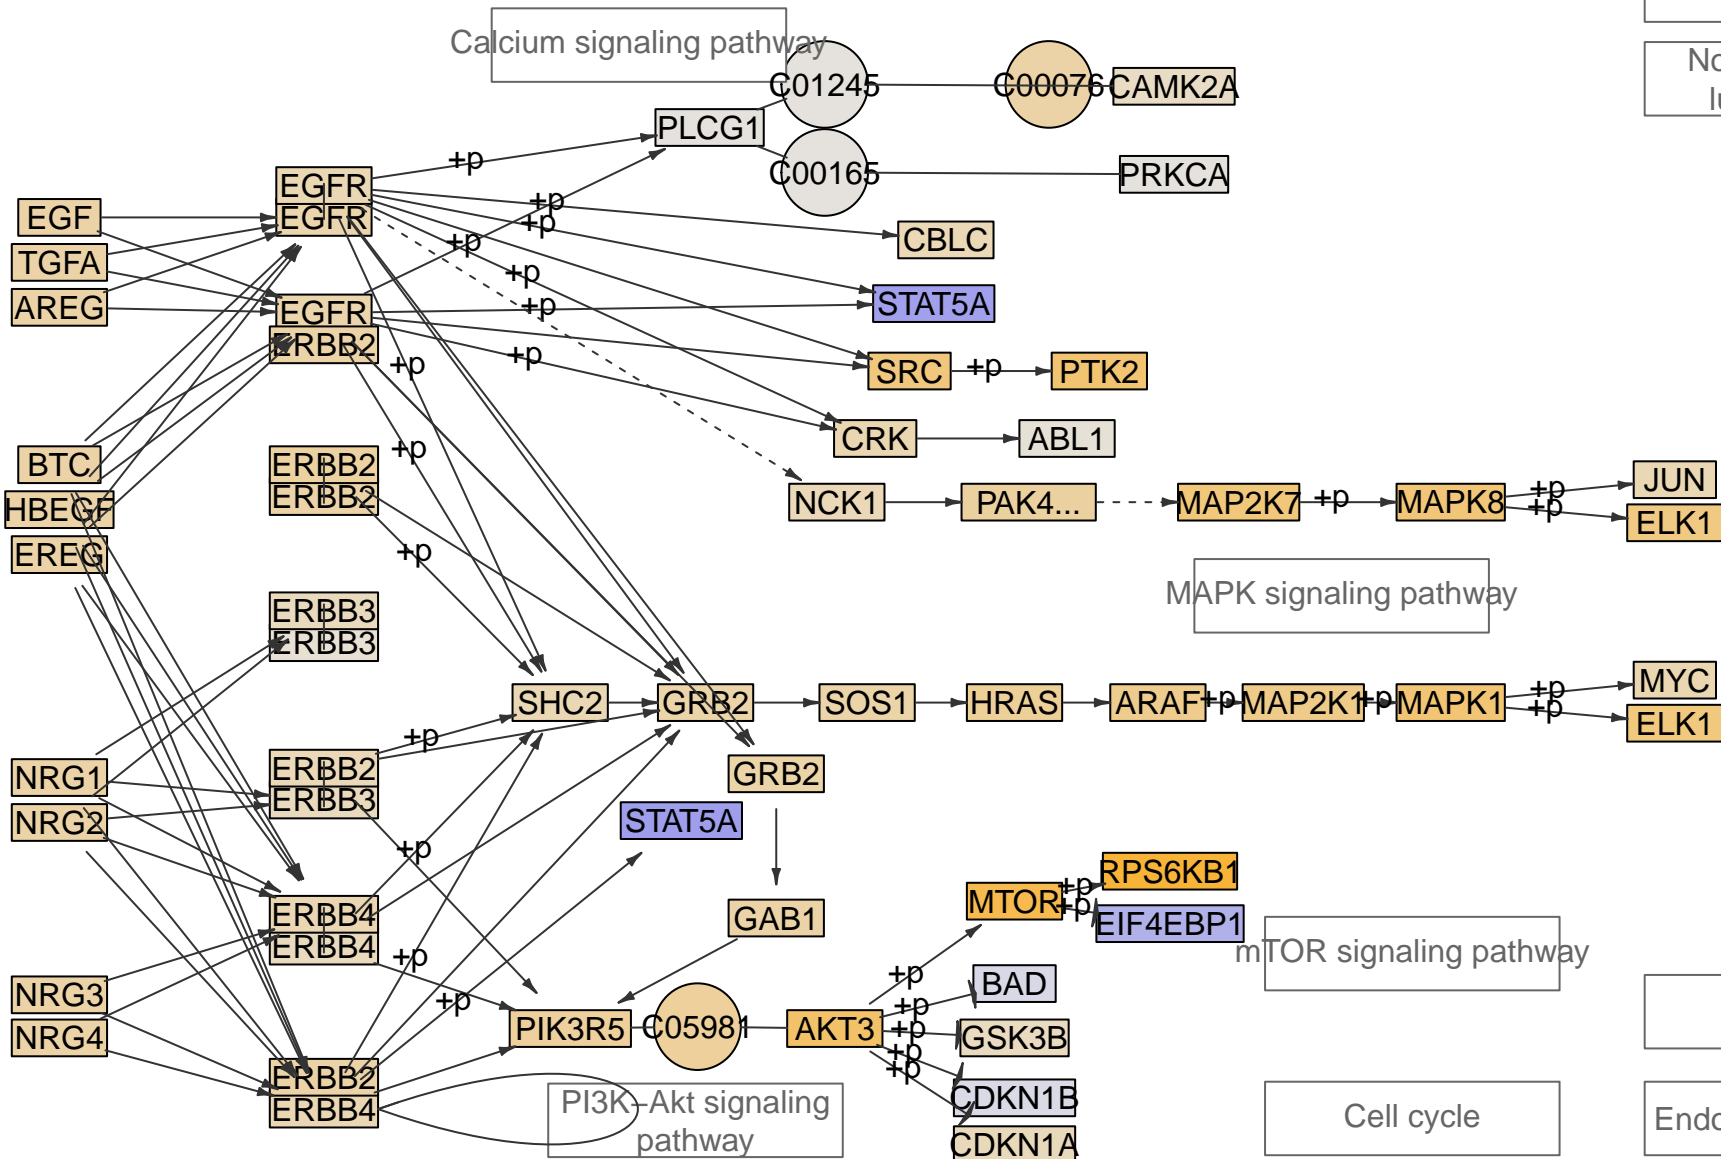 Calcium signaling pathway
C01245
C00076
CAMK2A
PLCG1
C00165
PRKCA
+p
EGFR
EGFR
EGF
TGFA
AREG
+p
+p
+p
+p
+p
+p
+p
CBLC
STAT5A
EGFR
ERBB2
SRC
+p
PTK2
CRK
ABL1
BTC
HBEGF
EREG
ERBB2
ERBB2
+p
+p
NCK1
PAK4...
MAP2K7
+p
MAPK8
+p
+p
JUN
ELK1
MAPK signaling pathway
ERBB3
ERBB3
SHC2
GRB2
SOS1
HRAS
ARAF
+p
MAP2K1
+p
MAPK1
+p
+p
MYC
ELK1
NRG1
NRG2
ERBB2
ERBB3
+p
GRB2
STAT5A
+p
ERBB4
ERBB4
+p
+p
GAB1
MTOR
+p
+p
RPS6KB1
EIF4EBP1
mTOR signaling pathway
NRG3
NRG4
PIK3R5
C05981
AKT3
+p
+p
+p
+p
+p
BAD
GSK3B
CDKN1B
CDKN1A
ERBB2
ERBB4
PI3K–Akt signaling
pathway
Cell cycle